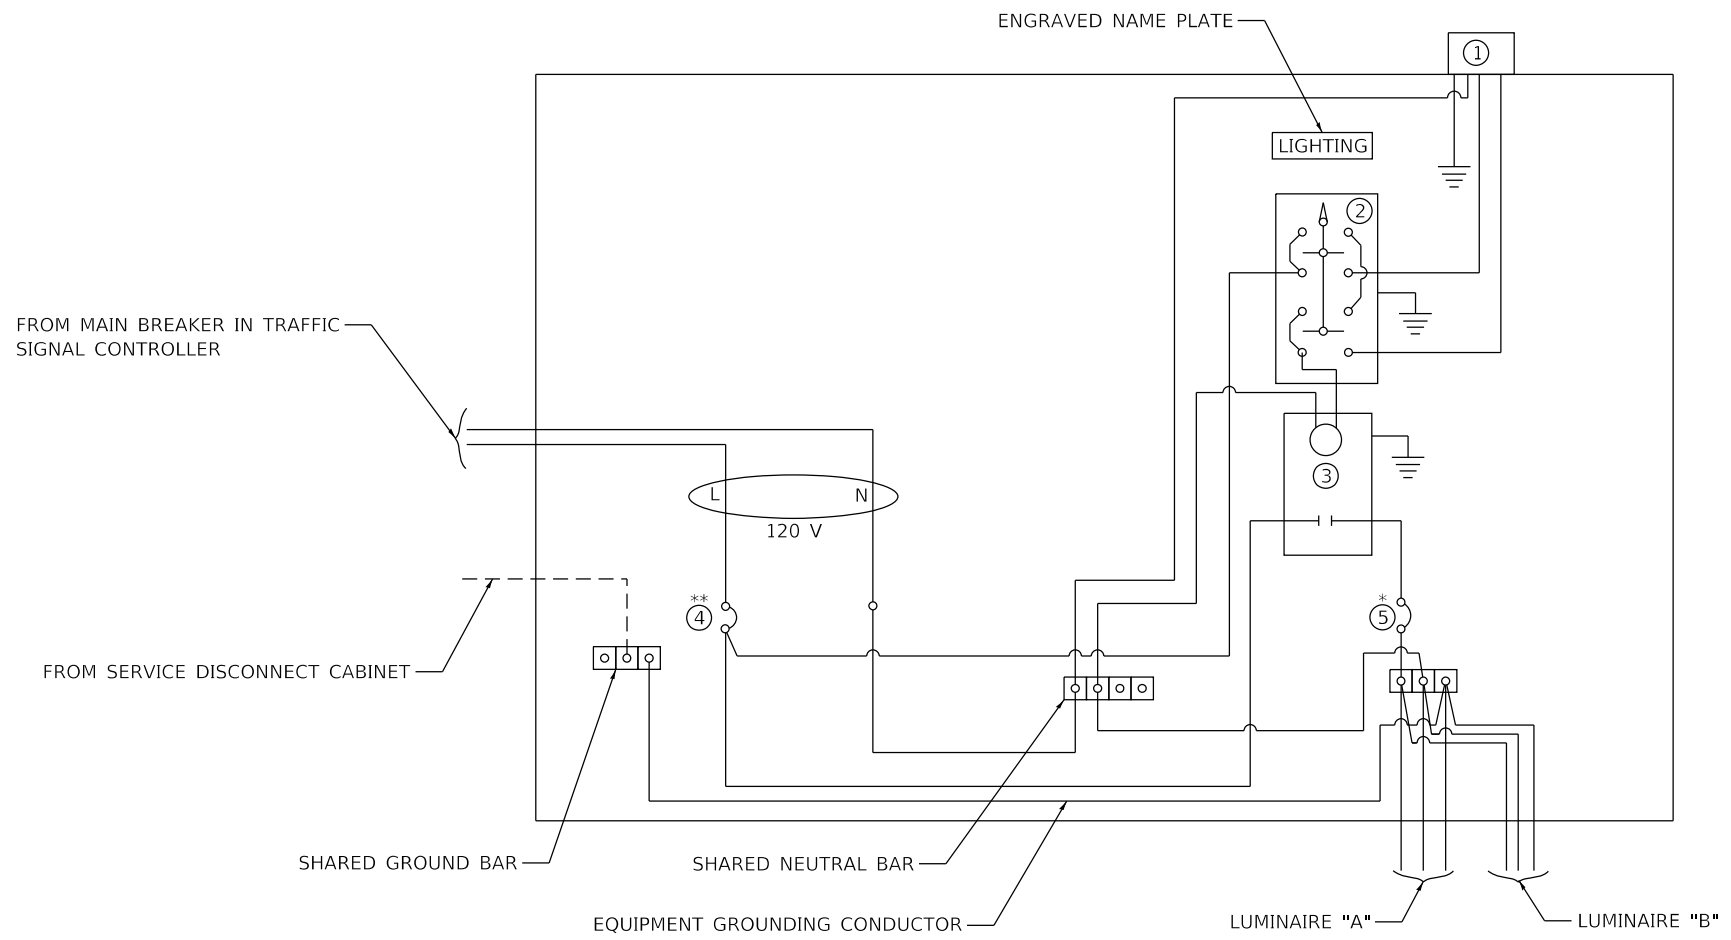 ENGRAVED NAME PLATE
1
LIGHTING
2
FROM MAIN BREAKER IN TRAFFIC
SIGNAL CONTROLLER
3
L
N
120 V
**
4
*
5
FROM SERVICE DISCONNECT CABINET
SHARED GROUND BAR
SHARED NEUTRAL BAR
EQUIPMENT GROUNDING CONDUCTOR
LUMINAIRE "A"
LUMINAIRE "B"